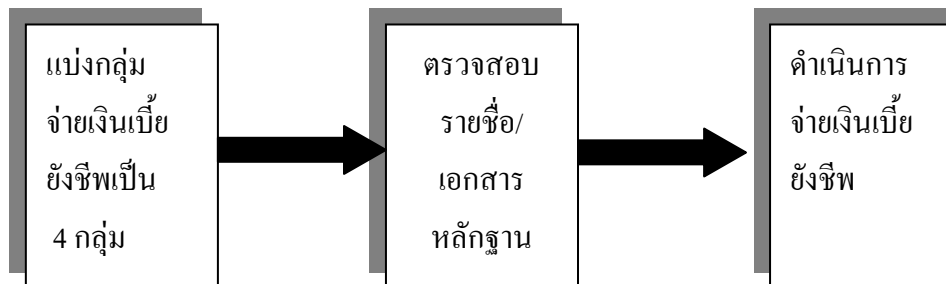 แบ่งกลุ่ม
จ่ายเงินเบี้ย
ยังชีพเป็น
4 กลุ่ม
ตรวจสอบ
รายชื่อ/
เอกสาร
หลักฐาน
ดำเนินการ
จ่ายเงินเบี้ย
ยังชีพ